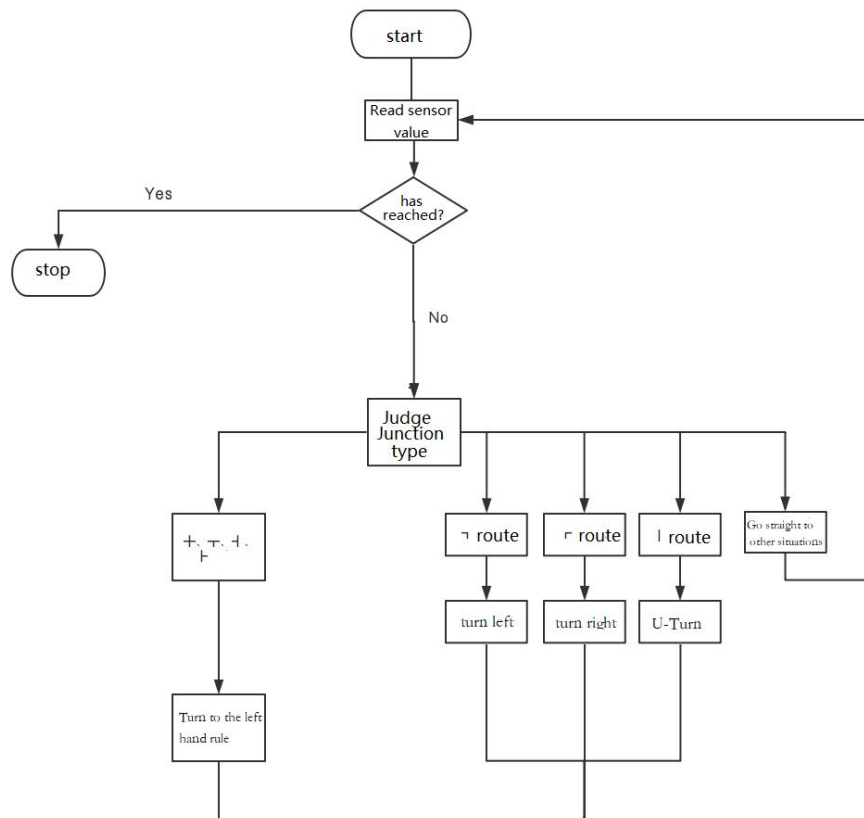 start
Read sensor
value
has
reached?
Yes
stop
No
Judge
Junction
type
┼、┬、┤、
├
┐ route
┌ route
| route
Go straight to
other situations
turn left
turn right
U-Turn
Turn to the left
hand rule